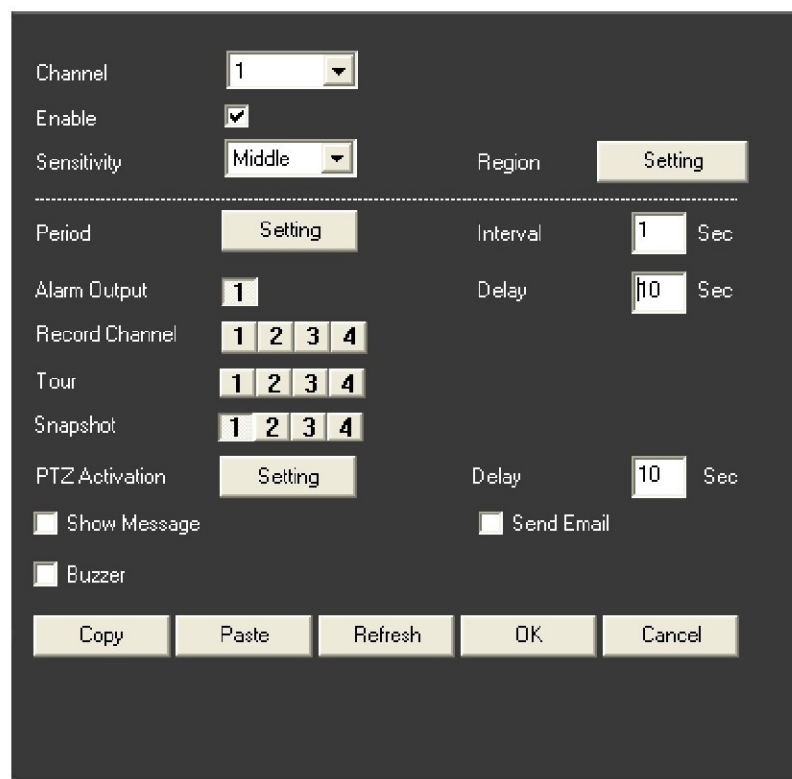 Channel 1
Enable
Sensitivity Middle Region Setting
Period Setting Interval 1 Sec
Alarm Output 1 Delay 10 Sec
Record Channel 1 2 3 4
Tour 1 2 3 4
Snapshot 1 2 3 4
PTZ Activation Setting Delay 10 Sec
Show Message Send Email
Buzzer
Copy Paste Refresh OK Cancel